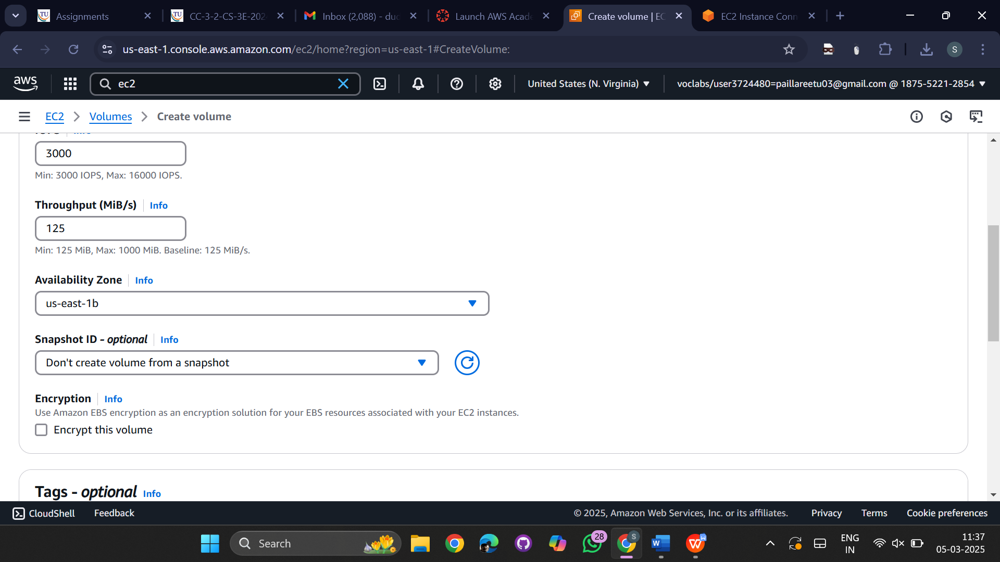 Assignments
CC-3-2-CS-3E-202
Inbox (2,088) - dud
Launch AWS Acade
Create volume | EC
EC2 Instance Conn
us-east-1.console.aws.amazon.com/ec2/home?region=us-east-1#CreateVolume:
S
aws
ec2
United States (N. Virginia)
voclabs/user3724480=paillareetu03@gmail.com @ 1875-5221-2854
EC2
Volumes
Create volume
3000
Min: 3000 IOPS, Max: 16000 IOPS.
Throughput (MiB/s)
Info
125
Min: 125 MiB, Max: 1000 MiB. Baseline: 125 MiB/s.
Availability Zone
Info
us-east-1b
Snapshot ID - optional
Info
Don't create volume from a snapshot
Encryption
Info
Use Amazon EBS encryption as an encryption solution for your EBS resources associated with your EC2 instances.
Encrypt this volume
Tags - optional
Info
CloudShell
Feedback
© 2025, Amazon Web Services, Inc. or its affiliates.
Privacy
Terms
Cookie preferences
Search
28
S
ENG
IN
11:37
05-03-2025